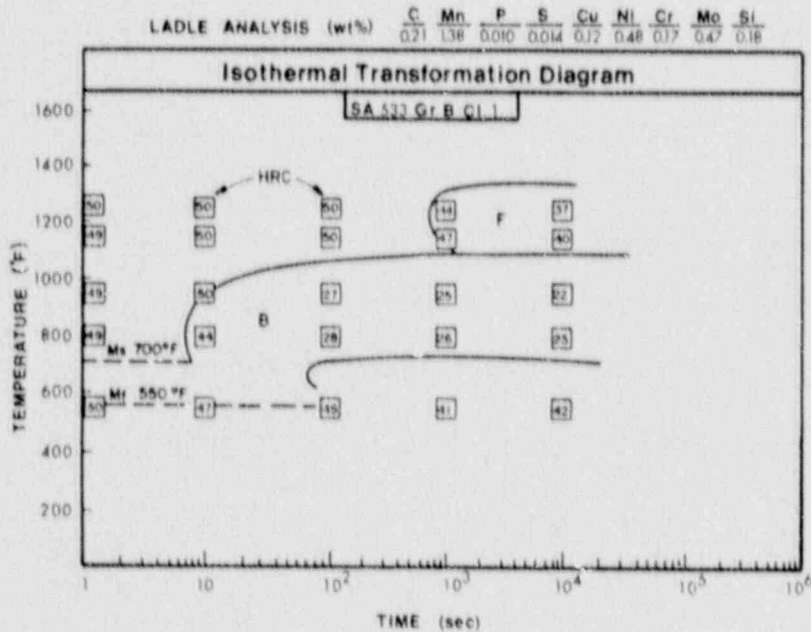 LADLE ANALYSIS (wt%) C Mn P S Cu Ni Cr Mo Si
0.21 1.38 0.010 0.014 0.12 0.48 0.17 0.47 0.18
Isothermal Transformation Diagram
SA 533 Gr B Cl 1
1600
1400
HRC
50 50 50 44 37
1200
49 50 50 47 40
F
1000
49 50 27 25 22
B
800
49 44 28 26 23
Ms 700°F
600
Mf 550°F
50 47 45 41 42
400
200
TEMPERATURE (°F)
1 10 10² 10³ 10⁴ 10⁵ 10⁶
TIME (sec)